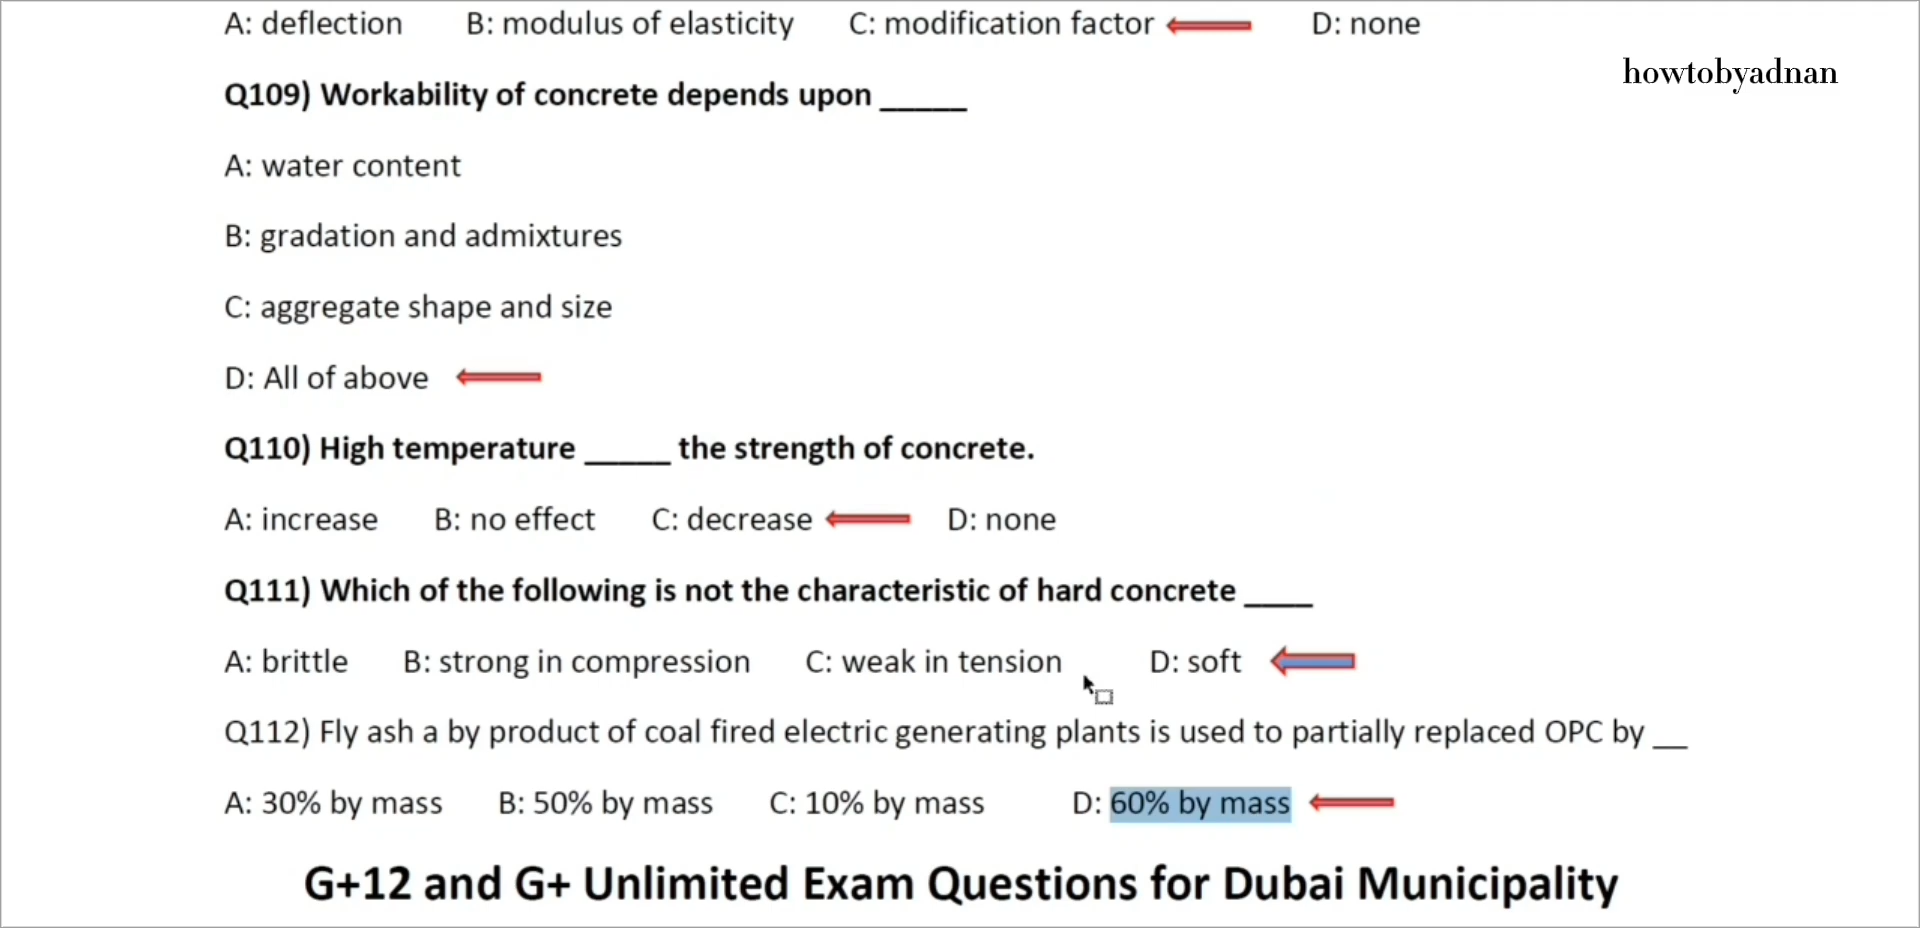 A: deflection B: modulus of elasticity C: modification factor D: none
howtobyadnan
Q109) Workability of concrete depends upon _____
A: water content
B: gradation and admixtures
C: aggregate shape and size
D: All of above
Q110) High temperature _____ the strength of concrete.
A: increase B: no effect C: decrease D: none
Q111) Which of the following is not the characteristic of hard concrete ____
A: brittle B: strong in compression C: weak in tension D: soft
Q112) Fly ash a by product of coal fired electric generating plants is used to partially replaced OPC by __
A: 30% by mass B: 50% by mass C: 10% by mass D: 60% by mass
G+12 and G+ Unlimited Exam Questions for Dubai Municipality